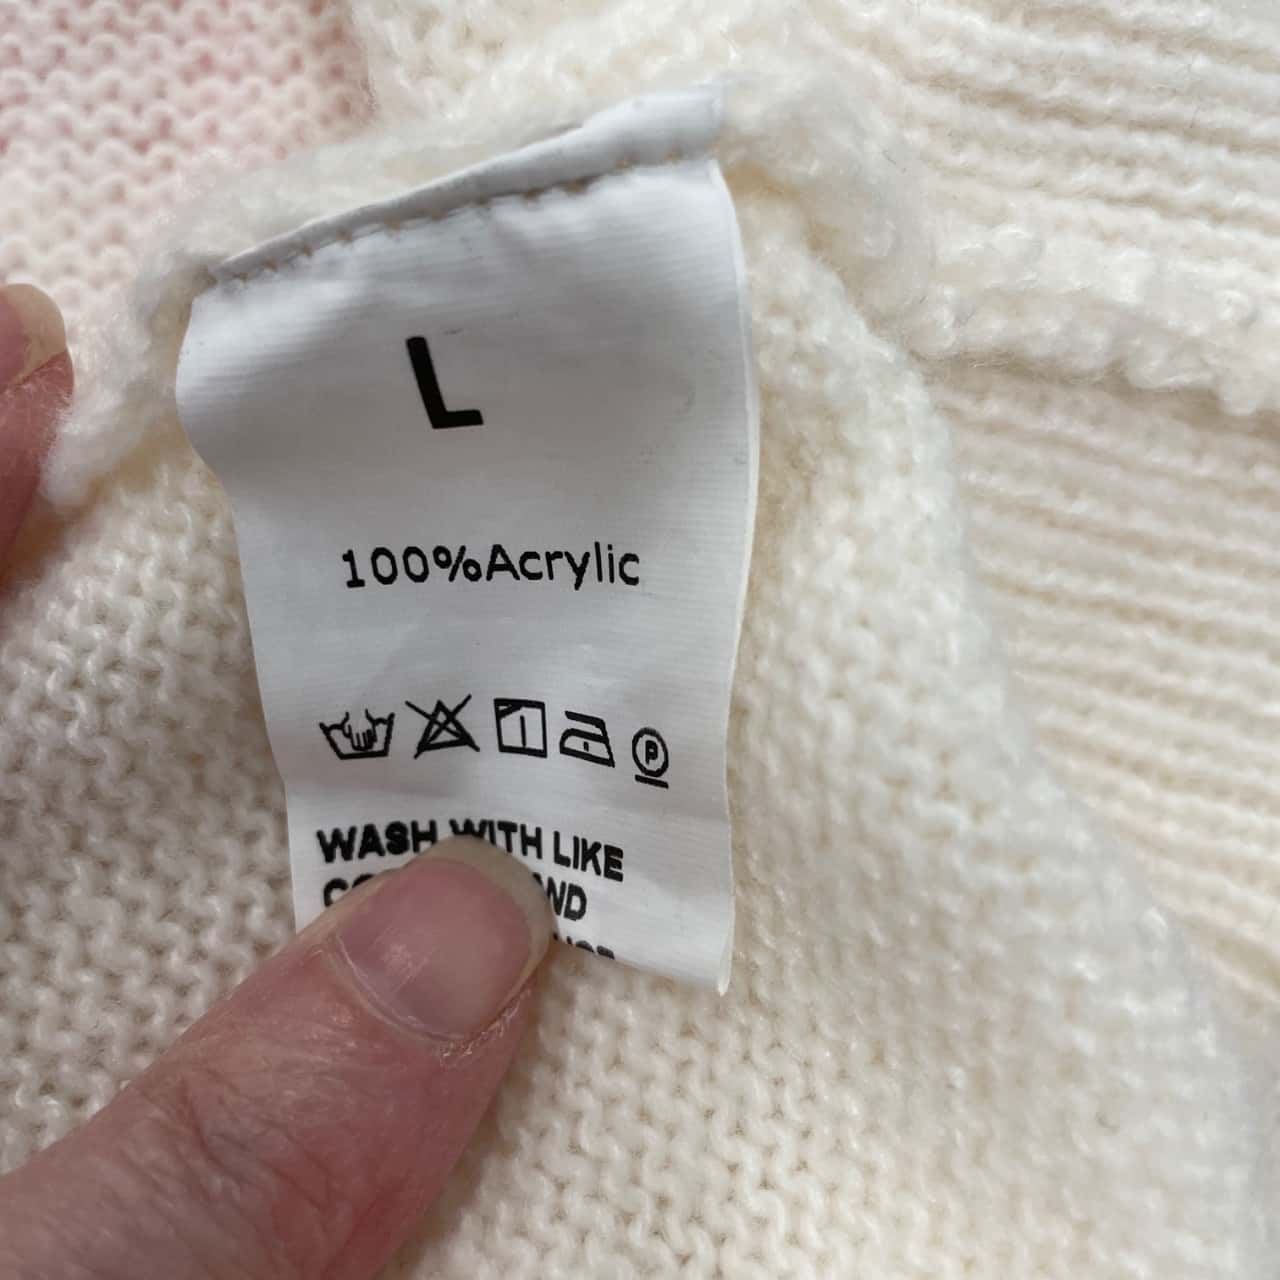 L
100%Acrylic
P
WASH WITH LIKE